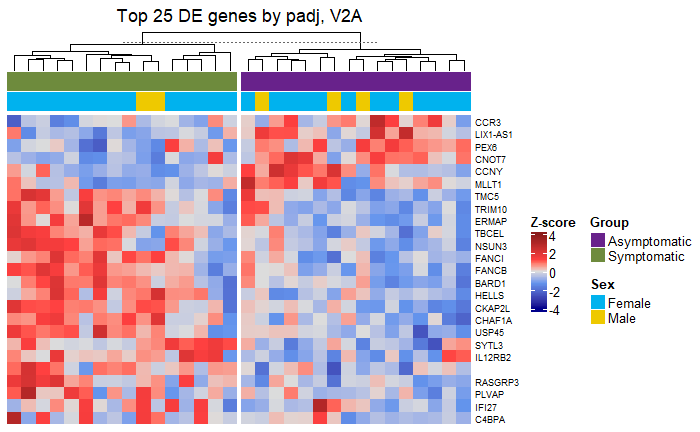 Top 25 DE genes by padj, V2A
CCR3
LIX1-AS1
PEX6
CNOT7
CCNY
MLLT1
TMC5
TRIM10
ERMAP
TBCEL
NSUN3
FANCI
FANCB
BARD1
HELLS
CKAP2L
CHAF1A
USP45
SYTL3
IL12RB2
RASGRP3
PLVAP
IFI27
C4BPA
Z-score
4
2
0
-2
-4
Group
Asymptomatic
Symptomatic
Sex
Female
Male